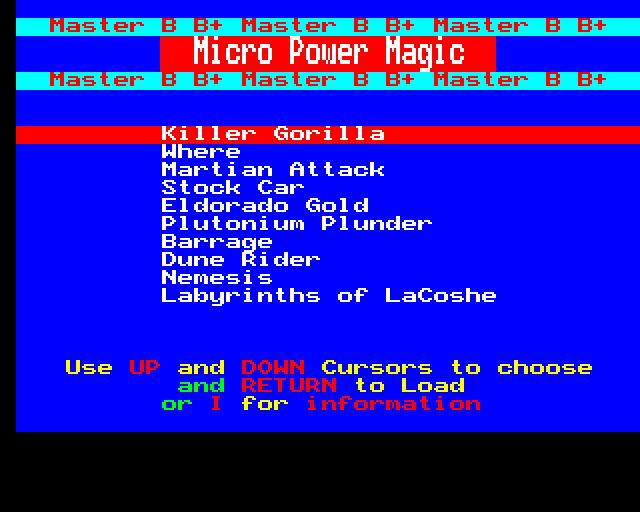 Master B B+ Master B B+ Master B B+
Micro Power Magic
Master B B+ Master B B+ Master B B+
Killer Gorilla
Where
Martian Attack
Stock Car
Eldorado Gold
Plutonium Plunder
Barrage
Dune Rider
Nemesis
Labyrinths of LaCoshe
Use UP and DOWN Cursors to choose
and RETURN to Load
or I for information